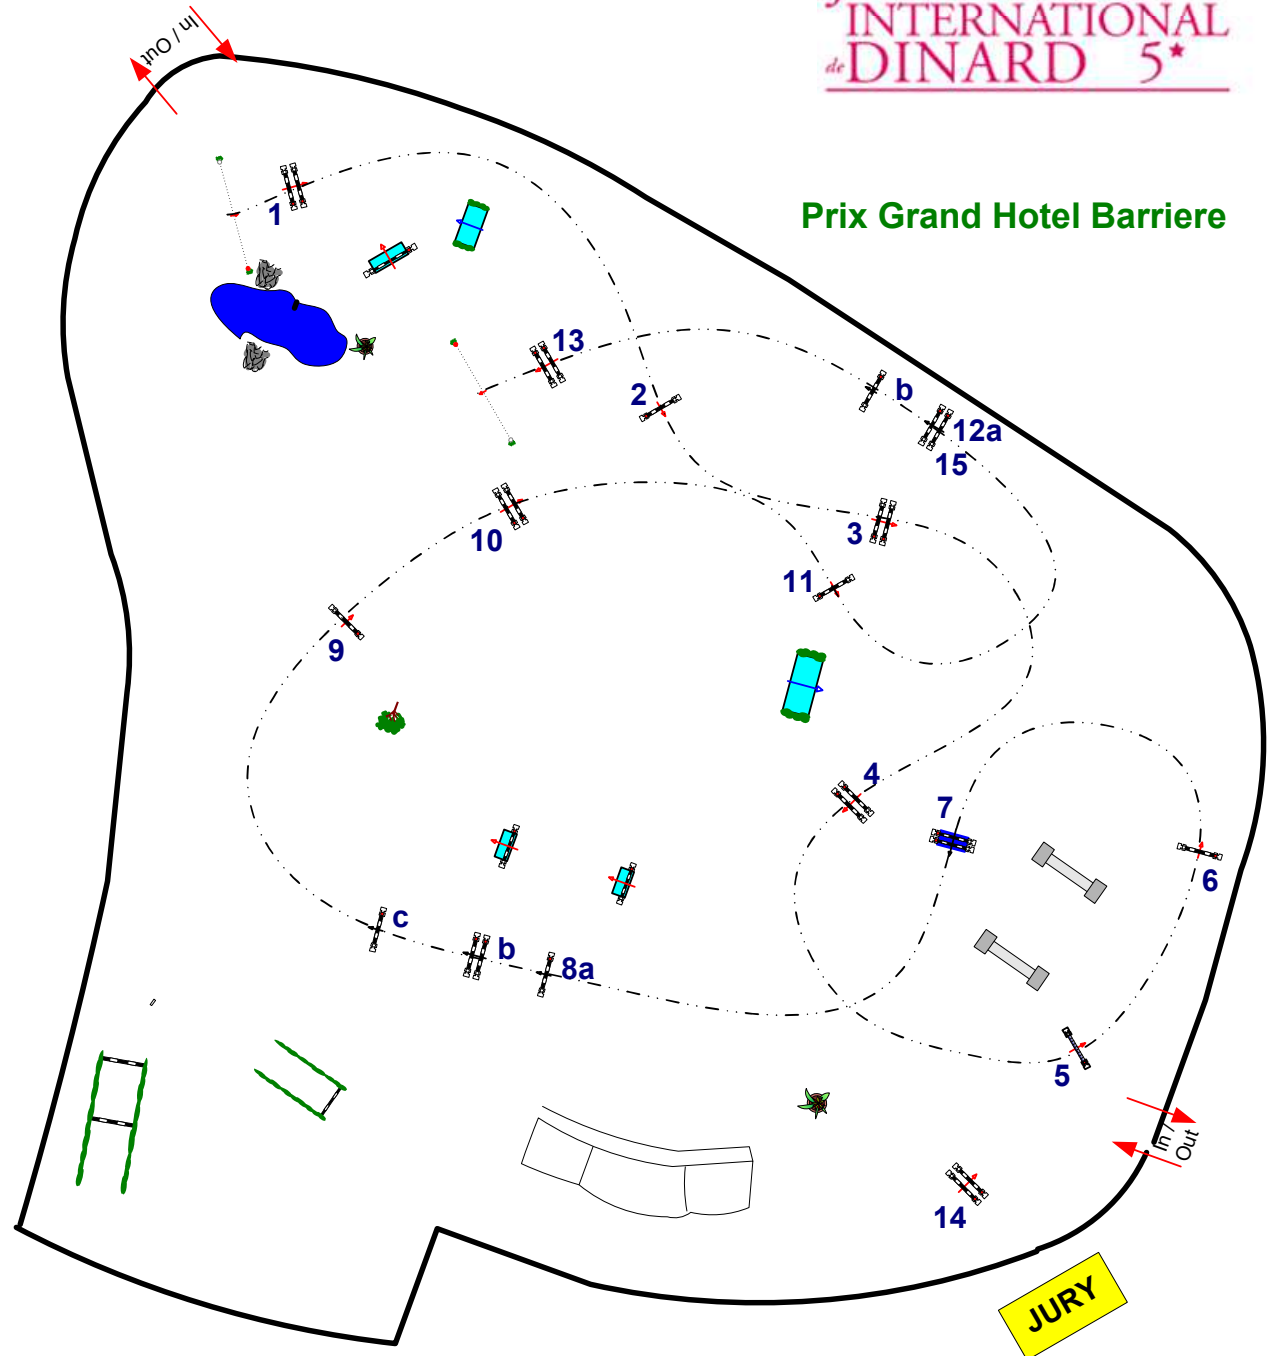 INTERNATIONAL
de DINARD 5*
In / Out
Prix Grand Hotel Barriere
1
13
2
b
12a
15
3
10
11
9
4
7
6
c
b
8a
5
In / Out
14
JURY